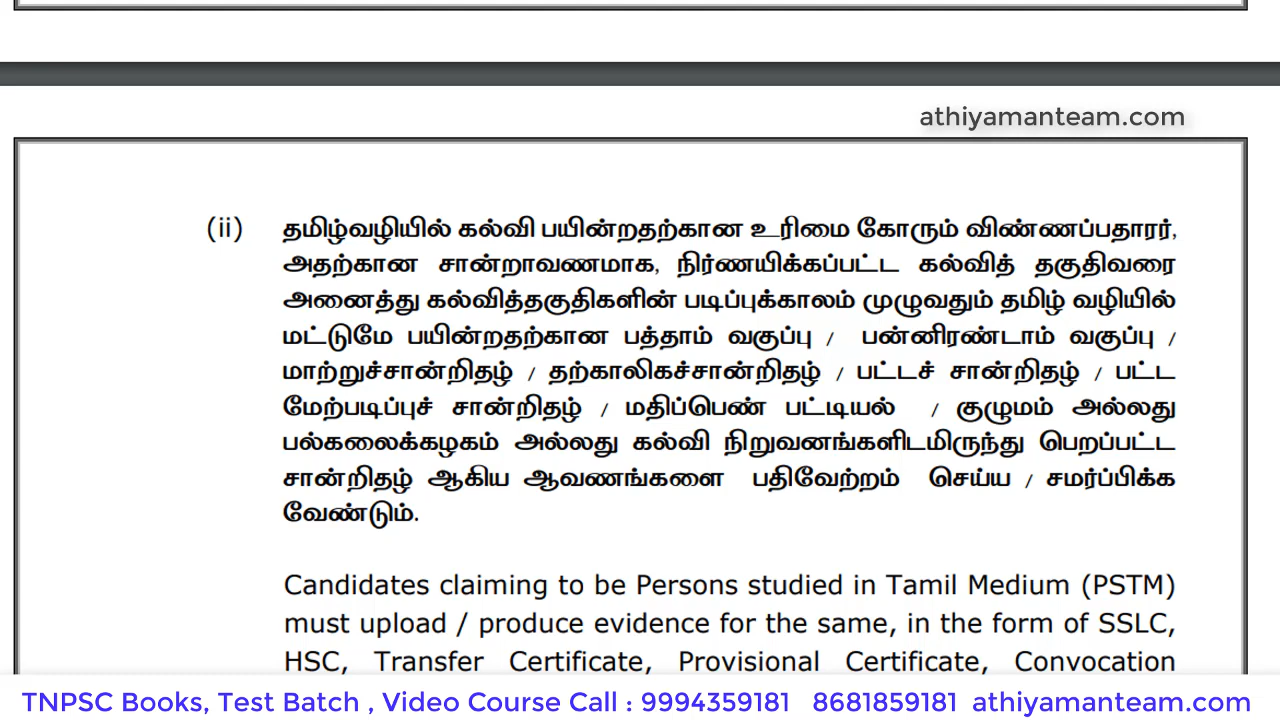 athiyamanteam.com
(ii) தமிழ்வழியில் கல்வி பயின்றதற்கான உரிமை கோரும் விண்ணப்பதாரர்,
அதற்கான சான்றாவணமாக, நிர்ணயிக்கப்பட்ட கல்வித் தகுதிவரை
அனைத்து கல்வித்தகுதிகளின் படிப்புக்காலம் முழுவதும் தமிழ் வழியில்
மட்டுமே பயின்றதற்கான பத்தாம் வகுப்பு / பன்னிரண்டாம் வகுப்பு /
மாற்றுச்சான்றிதழ் / தற்காலிகச்சான்றிதழ் / பட்டச் சான்றிதழ் / பட்ட
மேற்படிப்புச் சான்றிதழ் / மதிப்பெண் பட்டியல் / குழுமம் அல்லது
பல்கலைக்கழகம் அல்லது கல்வி நிறுவனங்களிடமிருந்து பெறப்பட்ட
சான்றிதழ் ஆகிய ஆவணங்களை பதிவேற்றம் செய்ய / சமர்ப்பிக்க
வேண்டும்.
Candidates claiming to be Persons studied in Tamil Medium (PSTM)
must upload / produce evidence for the same, in the form of SSLC,
HSC, Transfer Certificate, Provisional Certificate, Convocation
TNPSC Books, Test Batch , Video Course Call : 9994359181 8681859181 athiyamanteam.com